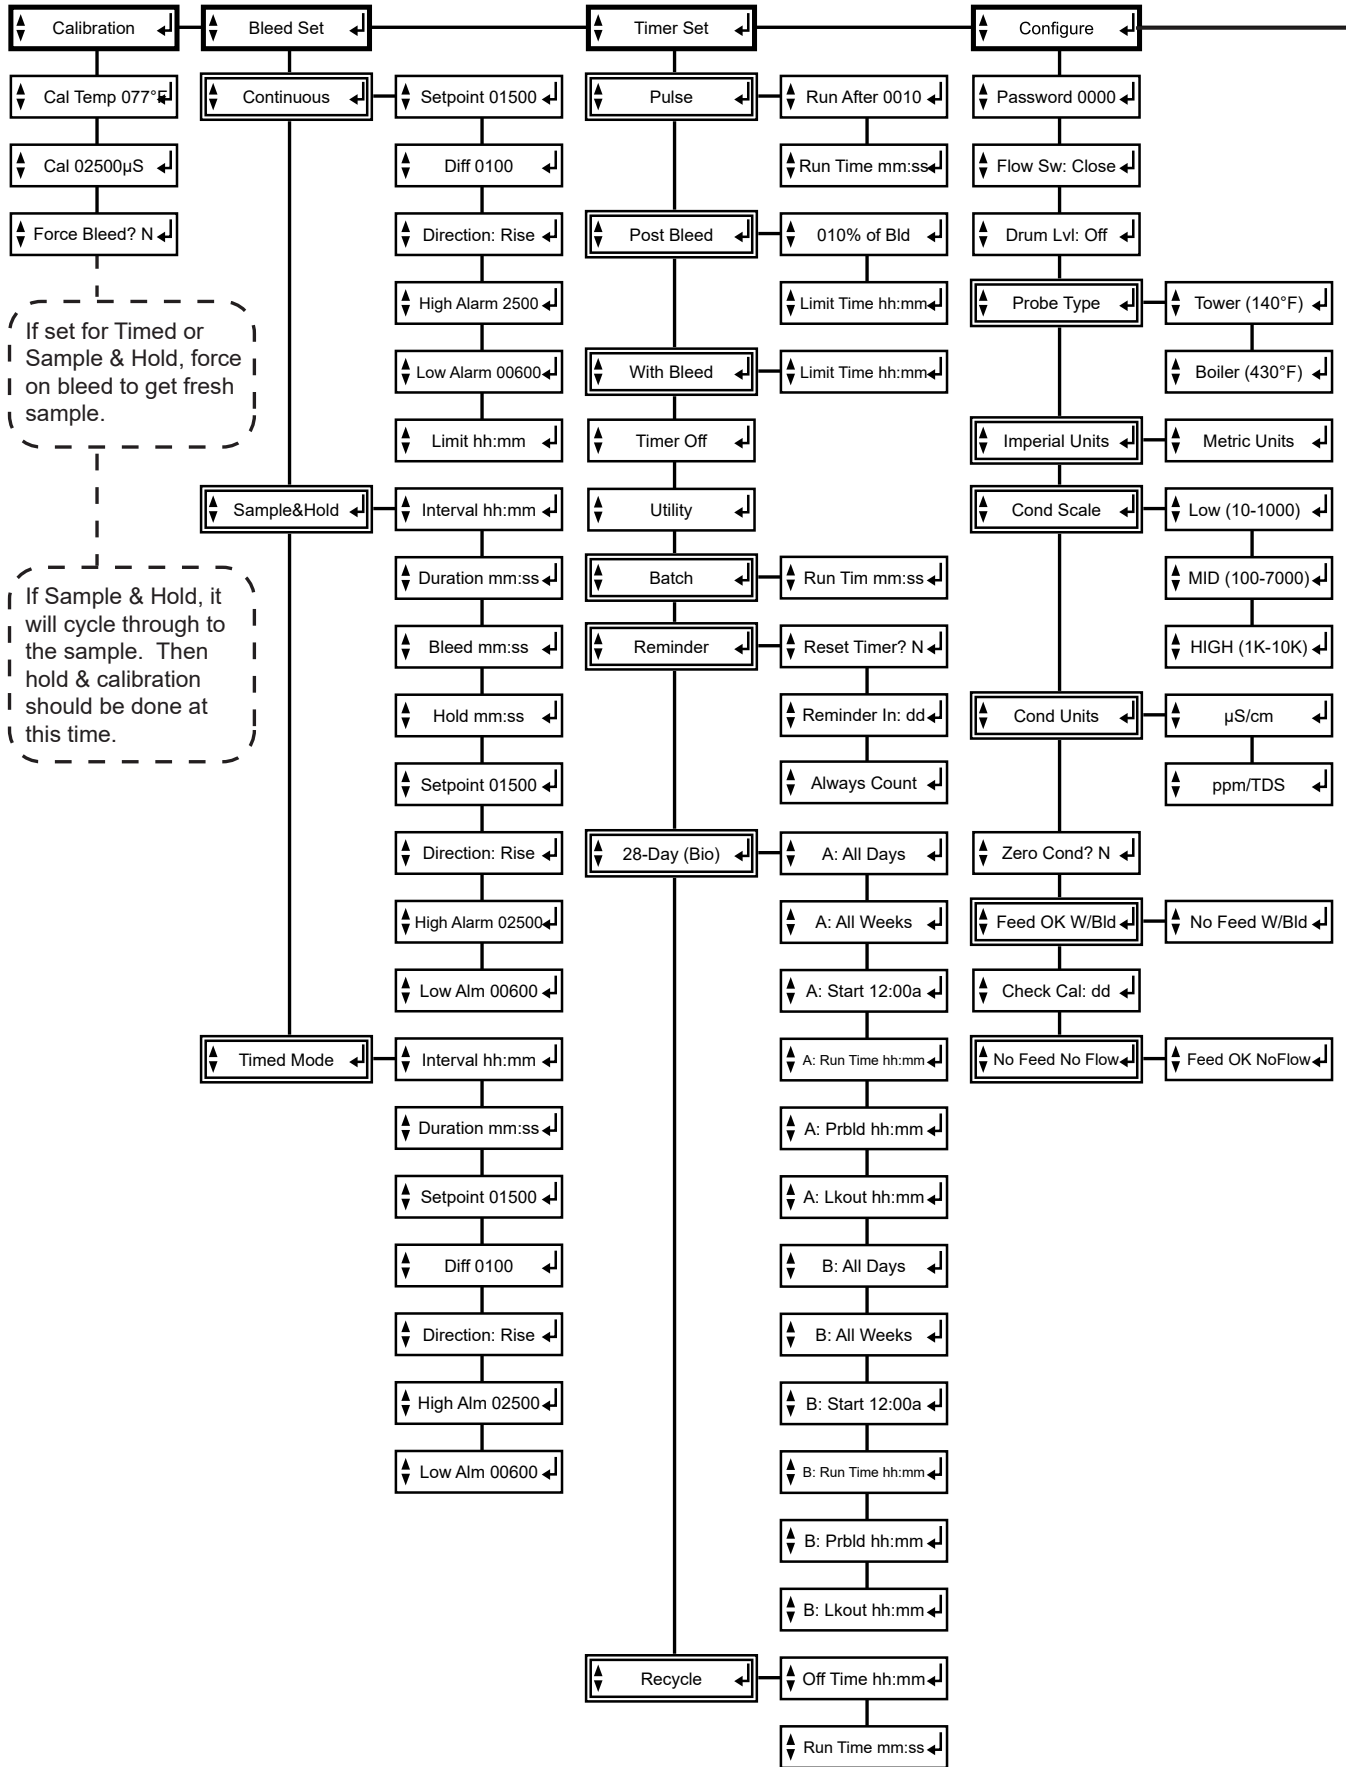 Calibration
Cal Temp 077°F
Cal 02500µS
Force Bleed? N
If set for Timed or
Sample & Hold, force
on bleed to get fresh
sample.
If Sample & Hold, it
will cycle through to
the sample. Then
hold & calibration
should be done at
this time.
Bleed Set
Continuous
Setpoint 01500
Diff 0100
Direction: Rise
High Alarm 2500
Low Alarm 00600
Limit hh:mm
Sample&Hold
Interval hh:mm
Duration mm:ss
Bleed mm:ss
Hold mm:ss
Setpoint 01500
Direction: Rise
High Alarm 02500
Low Alm 00600
Timed Mode
Interval hh:mm
Duration mm:ss
Setpoint 01500
Diff 0100
Direction: Rise
High Alm 02500
Low Alm 00600
Timer Set
Pulse
Run After 0010
Run Time mm:ss
Post Bleed
010% of Bld
Limit Time hh:mm
With Bleed
Limit Time hh:mm
Timer Off
Utility
Batch
Run Tim mm:ss
Reminder
Reset Timer? N
Reminder In: dd
Always Count
28-Day (Bio)
A: All Days
A: All Weeks
A: Start 12:00a
A: Run Time hh:mm
A: Prbld hh:mm
A: Lkout hh:mm
B: All Days
B: All Weeks
B: Start 12:00a
B: Run Time hh:mm
B: Prbld hh:mm
B: Lkout hh:mm
Recycle
Off Time hh:mm
Run Time mm:ss
Configure
Password 0000
Flow Sw: Close
Drum Lvl: Off
Probe Type
Tower (140°F)
Boiler (430°F)
Imperial Units
Metric Units
Cond Scale
Low (10-1000)
MID (100-7000)
HIGH (1K-10K)
Cond Units
µS/cm
ppm/TDS
Zero Cond? N
Feed OK W/Bld
No Feed W/Bld
Check Cal: dd
No Feed No Flow
Feed OK NoFlow